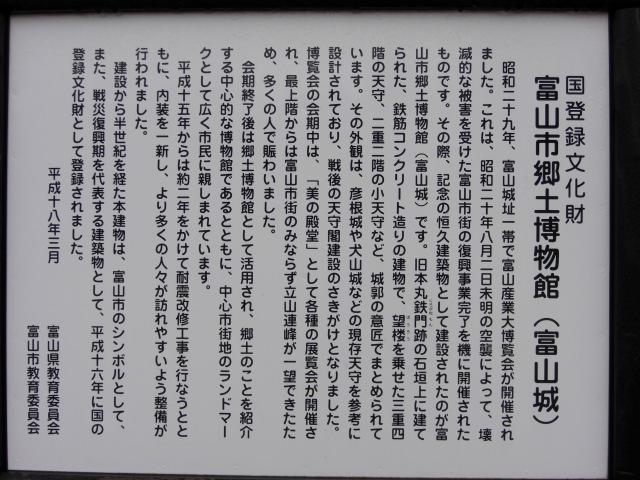 国登録文化財
富山市郷土博物館（富山城）
昭和二十九年、富山城址一帯で富山産業大博覧会が開催され
ました。これは、昭和二十年八月二日未明の空襲によって、壊
滅的な被害を受けた富山市街の復興事業完了を機に開催された
ものです。その際、記念の恒久建築物として建設されたのが富
山市郷土博物館（富山城）です。旧本丸鉄門跡の石垣上に建て
られた、鉄筋コンクリート造りの建物で、望楼を乗せた三重四
階の天守、二重二階の小天守など、城郭の意匠でまとめられて
います。その外観は、彦根城や犬山城などの現存天守を参考に
設計されており、戦後の天守閣建設のさきがけとなりました。
博覧会の会期中は、「美の殿堂」として各種の展覧会が開催さ
れ、最上階からは富山市街のみならず立山連峰が一望できたた
め、多くの人で賑わいました。
会期終了後は郷土博物館として活用され、郷土のことを紹介
する中心的な博物館であるとともに、中心市街地のランドマー
クとして広く市民に親しまれています。
平成十五年からは約二年をかけて耐震改修工事を行なうとと
もに、内装を一新し、より多くの人々が訪れやすいよう整備が
行われました。
建設から半世紀を経た本建物は、富山市のシンボルとして、
また、戦災復興期を代表する建築物として、平成十六年に国の
登録文化財として登録されました。
平成十八年三月
富山県教育委員会
富山市教育委員会